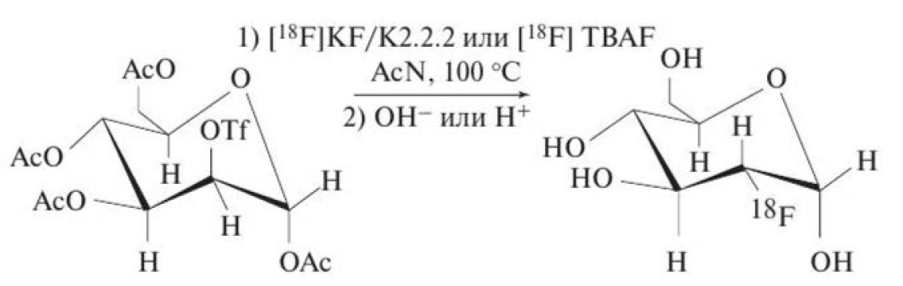 1) [¹⁸F]KF/K2.2.2 или [¹⁸F] TBAF
AcN, 100 °C
2) OH⁻ или H⁺
AcO
O
OTf
AcO
H
H
AcO
H
H
OAc
OH
O
H
HO
H
H
HO
¹⁸F
H
OH